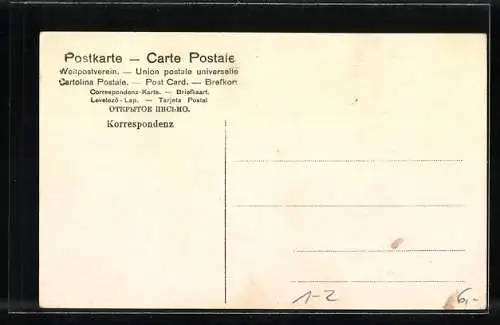 Postkarte — Carte Postale
Weltpostverein. — Union postale universelle
Cartolina Postale. — Post Card. — Brefkort
Correspondenz-Karta. — Briefkaart.
Levelező-Lap. — Tarjeta Postal
ОТКРЫТОЕ ПИСЬМО.
Korrespondenz
1-2
6,-